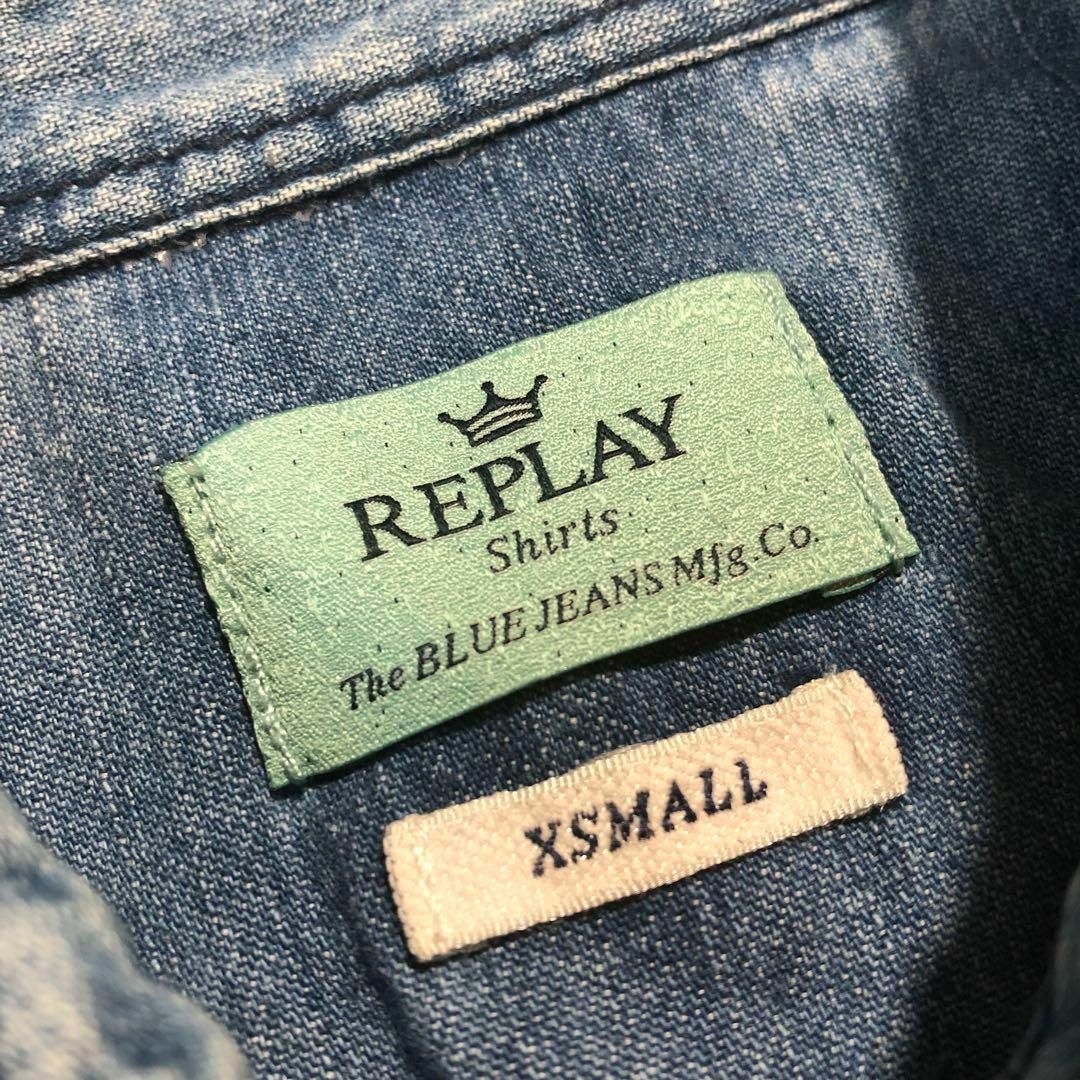 REPLAY
Shirts
The BLUE JEANS Mfg.Co.
XSMALL